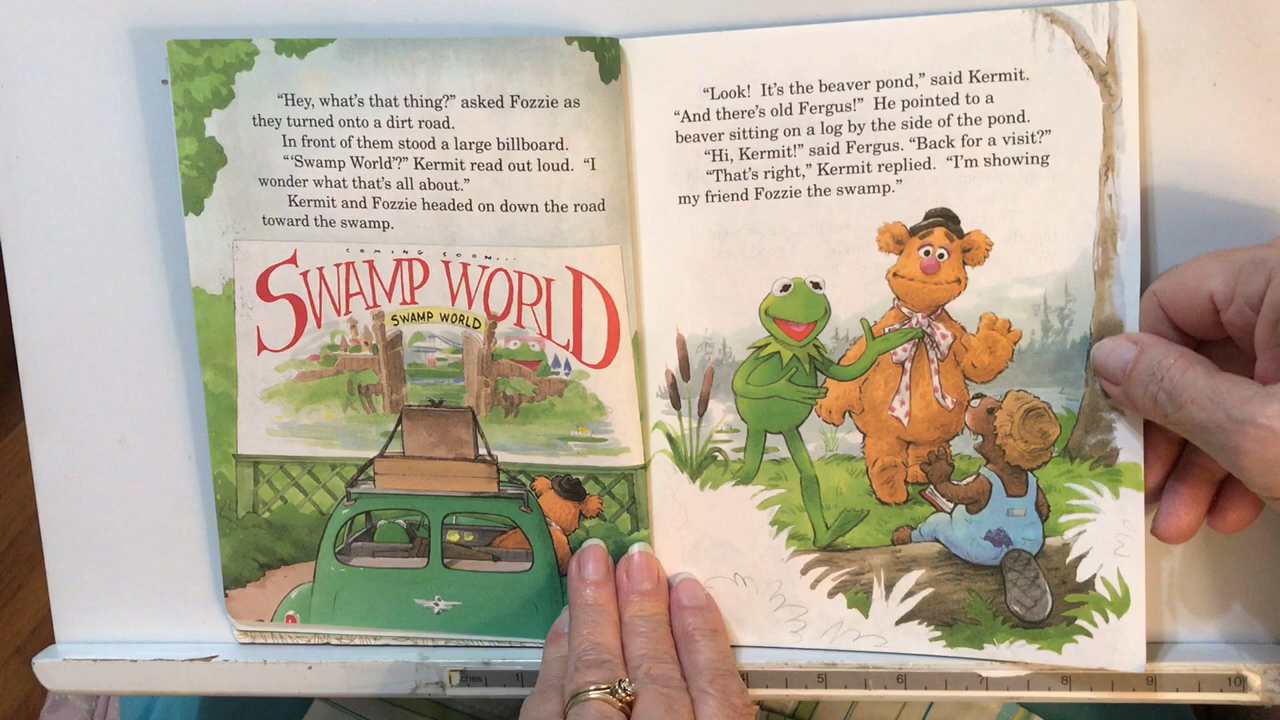 “Hey, what’s that thing?” asked Fozzie as
they turned onto a dirt road.
In front of them stood a large billboard.
“‘Swamp World’?” Kermit read out loud.  “I
wonder what that’s all about.”
Kermit and Fozzie headed on down the road
toward the swamp.
COMING SOON...
SWAMP WORLD
SWAMP WORLD
“Look!  It’s the beaver pond,” said Kermit.
“And there’s old Fergus!”  He pointed to a
beaver sitting on a log by the side of the pond.
“Hi, Kermit!” said Fergus. “Back for a visit?”
“That’s right,” Kermit replied.  “I’m showing
my friend Fozzie the swamp.”
ches 1 5 6 7 8 9 10